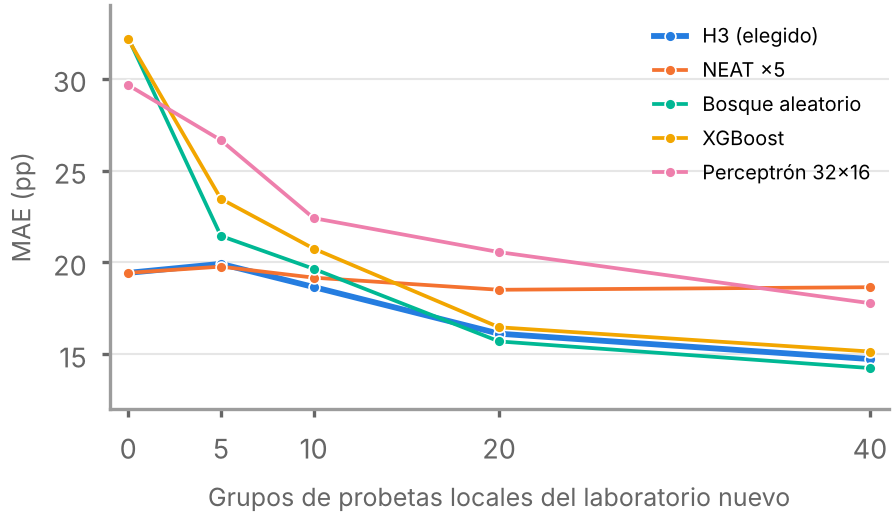 H3 (elegido)
NEAT ×5
Bosque aleatorio
XGBoost
Perceptrón 32×16
MAE (pp)
30
25
20
15
0 5 10 20 40
Grupos de probetas locales del laboratorio nuevo